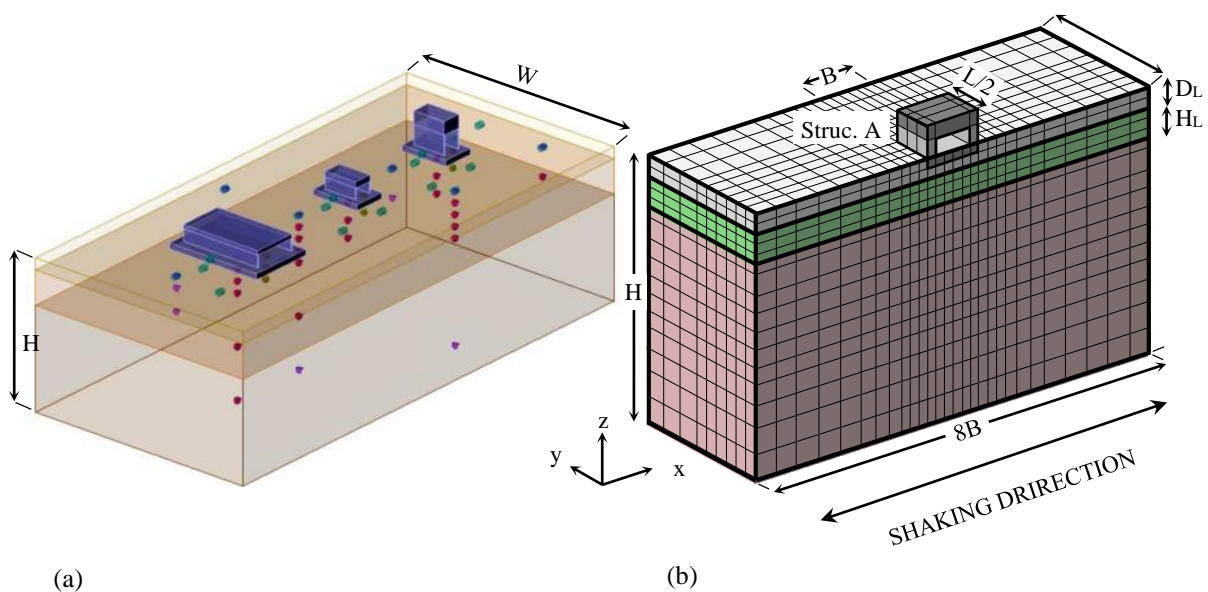 W
H
(a)
B
L/2
Struc. A
DL
HL
H
8B
SHAKING DRIRECTION
z
y
x
(b)